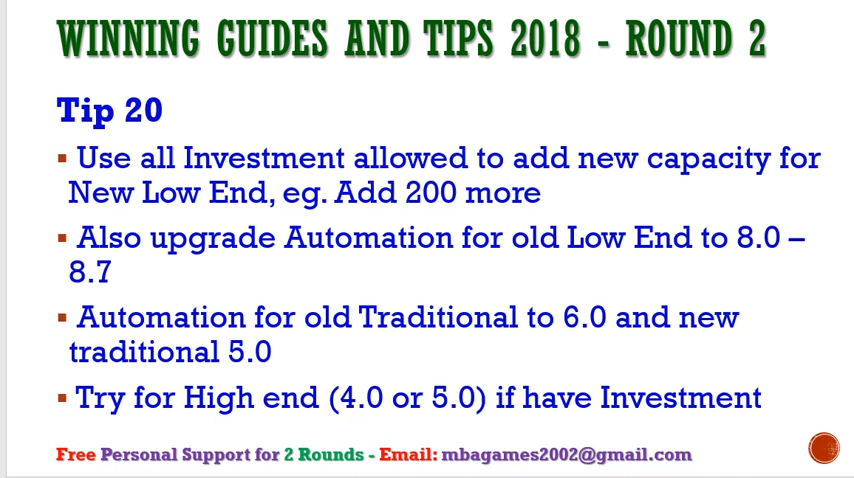 WINNING GUIDES AND TIPS 2018 - ROUND 2
Tip 20
▪ Use all Investment allowed to add new capacity for
New Low End, eg. Add 200 more
▪ Also upgrade Automation for old Low End to 8.0 –
8.7
▪ Automation for old Traditional to 6.0 and new
traditional 5.0
▪ Try for High end (4.0 or 5.0) if have Investment
Free Personal Support for 2 Rounds - Email: mbagames2002@gmail.com